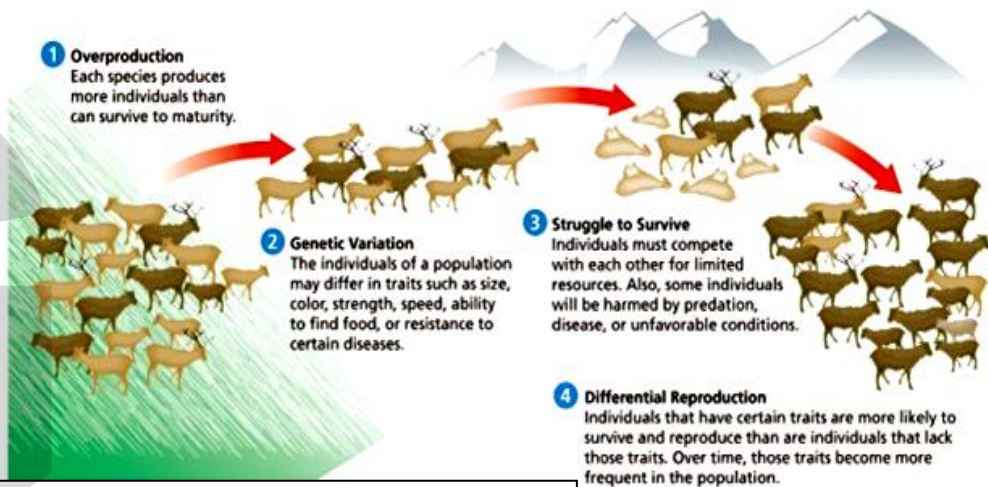 1 Overproduction
Each species produces
more individuals than
can survive to maturity.
2 Genetic Variation
The individuals of a population
may differ in traits such as size,
color, strength, speed, ability
to find food, or resistance to
certain diseases.
3 Struggle to Survive
Individuals must compete
with each other for limited
resources. Also, some individuals
will be harmed by predation,
disease, or unfavorable conditions.
4 Differential Reproduction
Individuals that have certain traits are more likely to
survive and reproduce than are individuals that lack
those traits. Over time, those traits become more
frequent in the population.